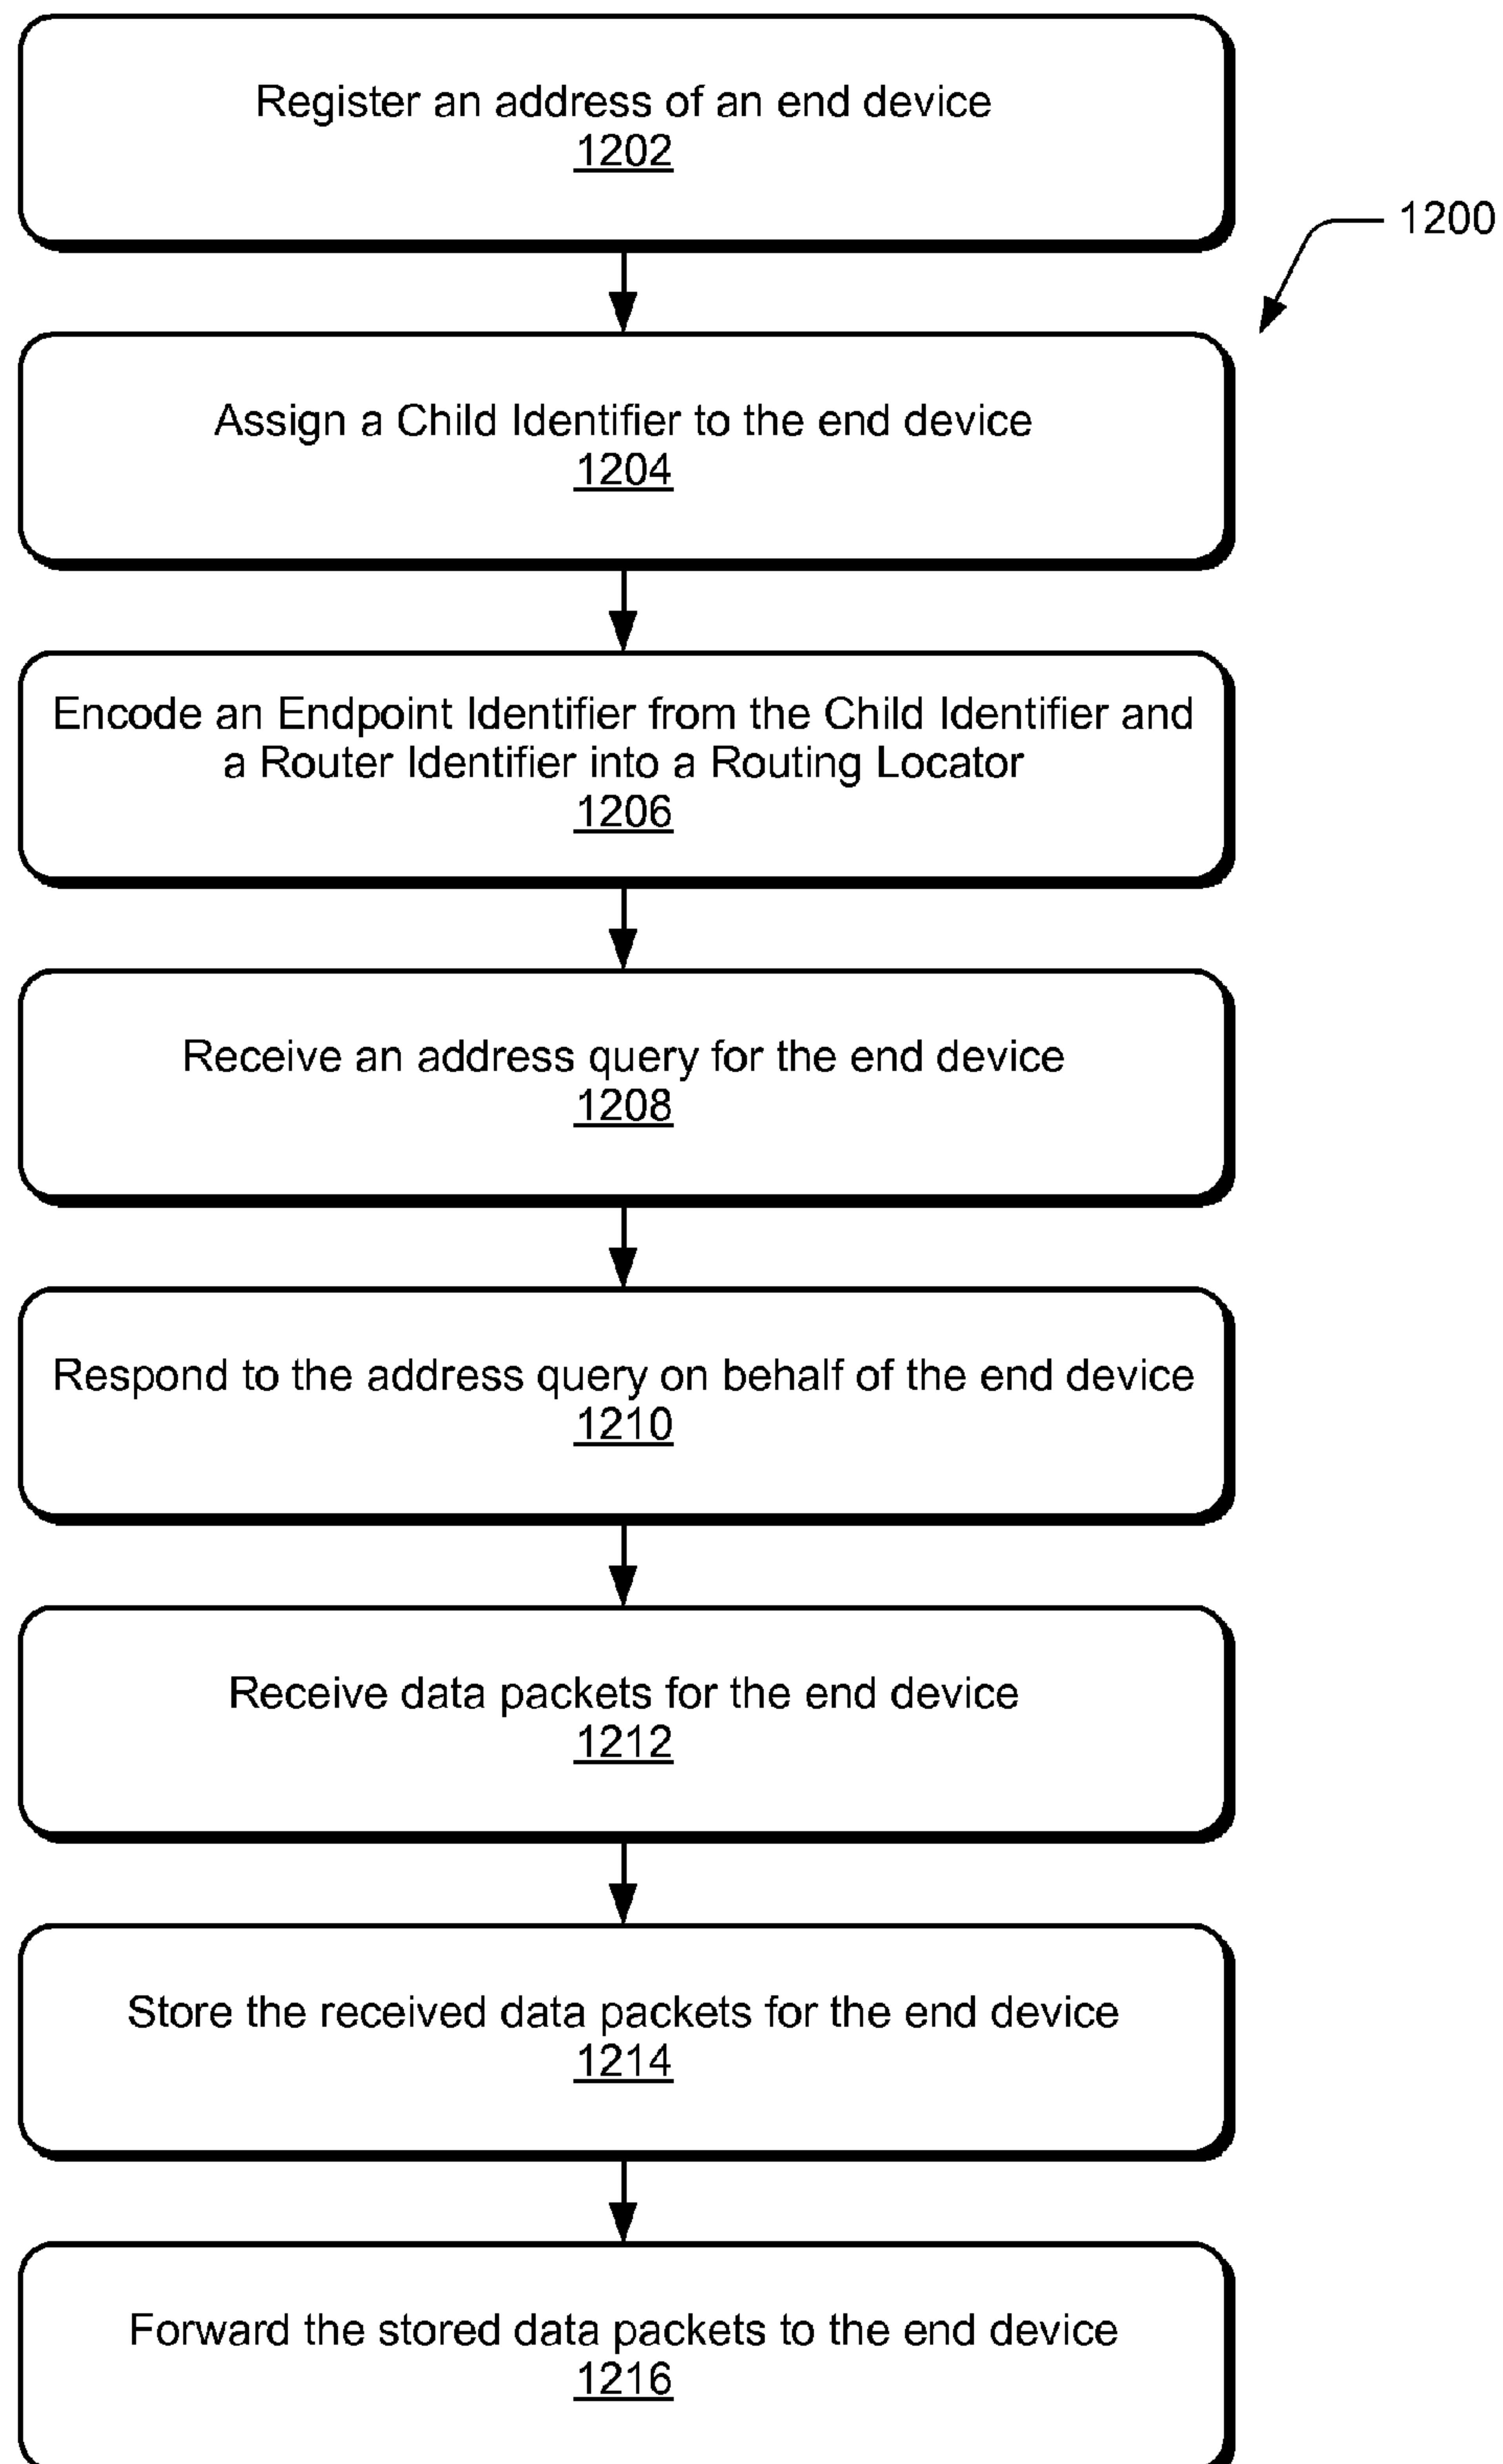 Register an address of an end device
1202
1200
Assign a Child Identifier to the end device
1204
Encode an Endpoint Identifier from the Child Identifier and
a Router Identifier into a Routing Locator
1206
Receive an address query for the end device
1208
Respond to the address query on behalf of the end device
1210
Receive data packets for the end device
1212
Store the received data packets for the end device
1214
Forward the stored data packets to the end device
1216